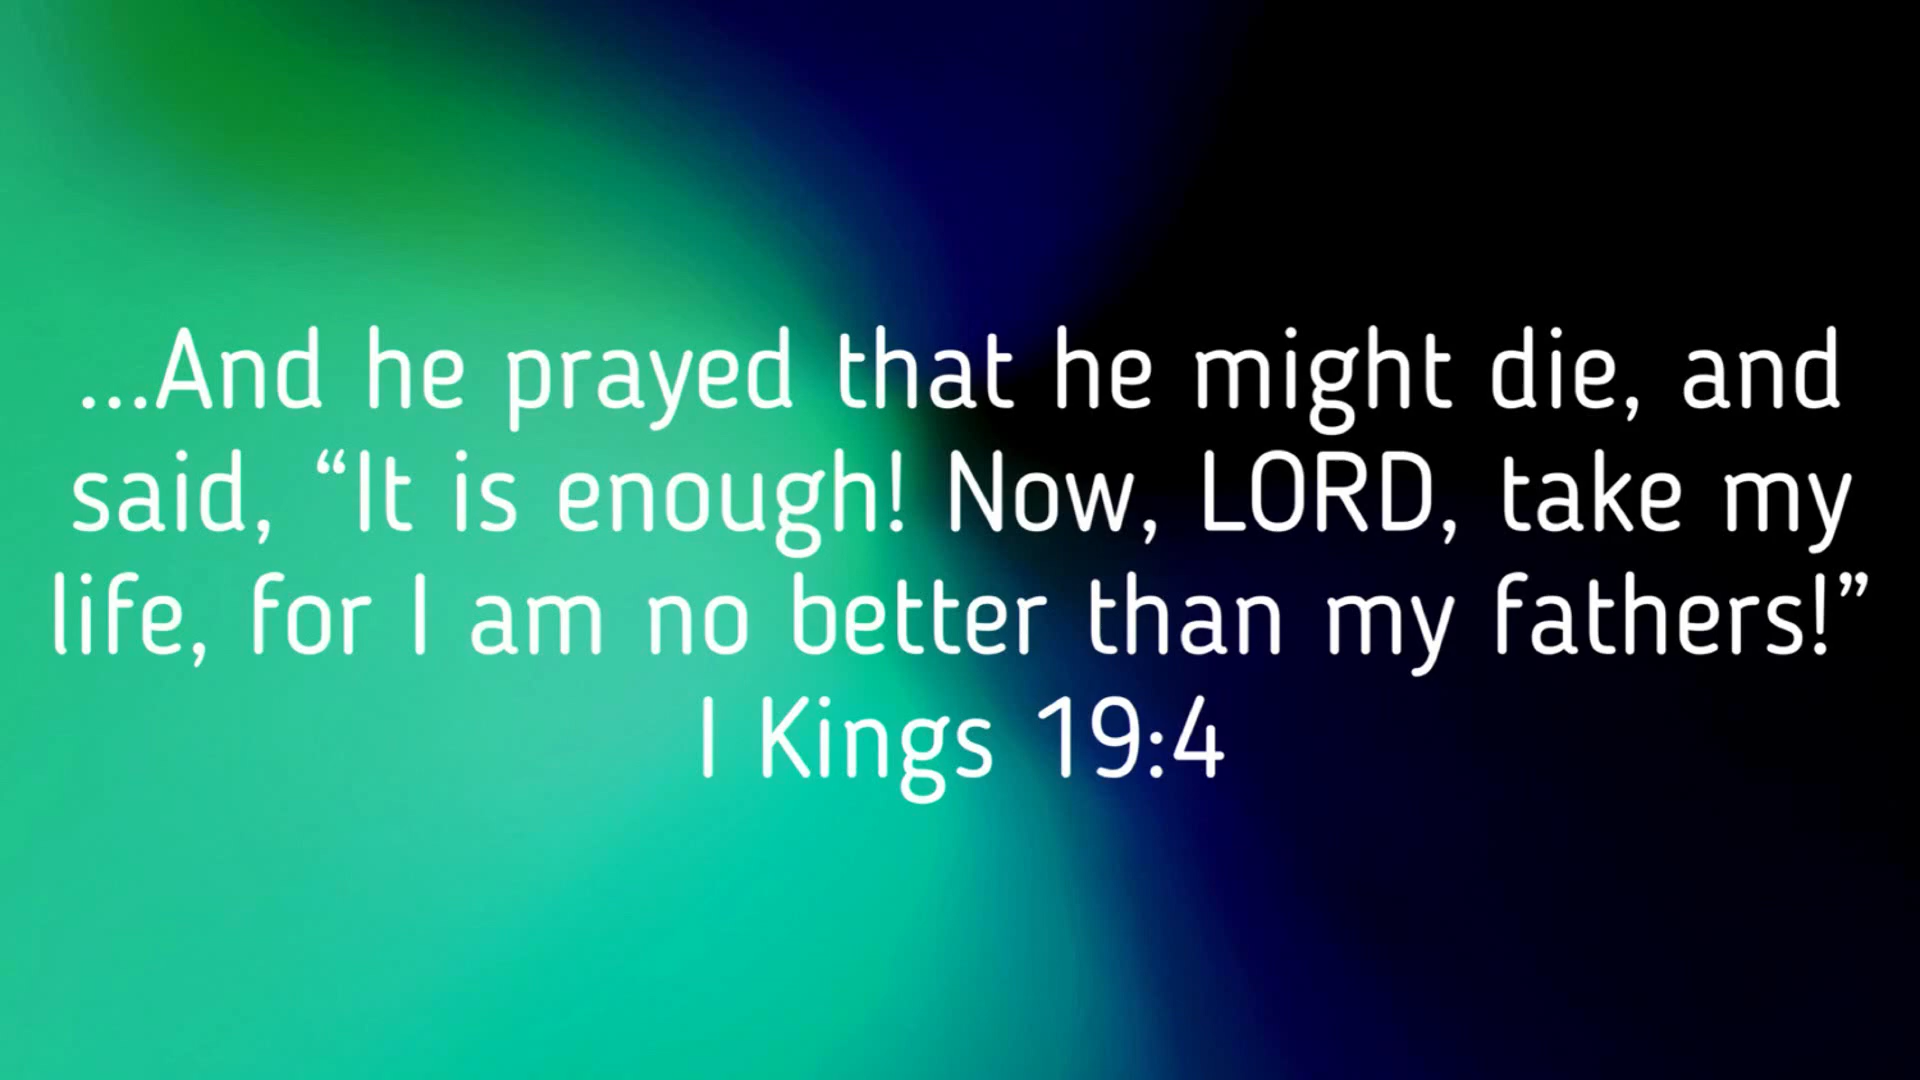 ...And he prayed that he might die, and
said, “It is enough! Now, LORD, take my
life, for I am no better than my fathers!”
I Kings 19:4